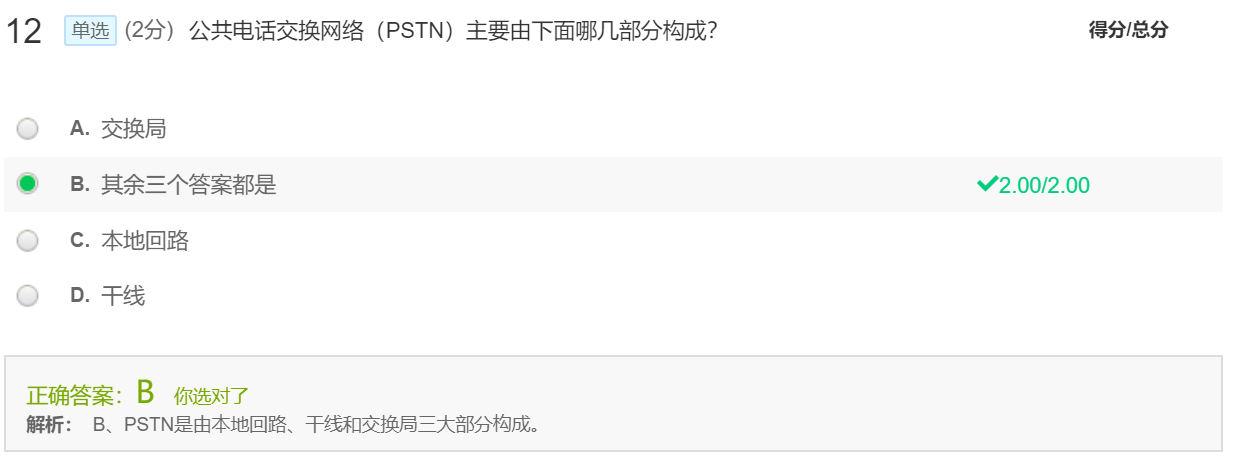 12 单选 (2分) 公共电话交换网络（PSTN）主要由下面哪几部分构成？ 得分/总分
A. 交换局
B. 其余三个答案都是 2.00/2.00
C. 本地回路
D. 干线
正确答案：B 你选对了
解析： B、PSTN是由本地回路、干线和交换局三大部分构成。